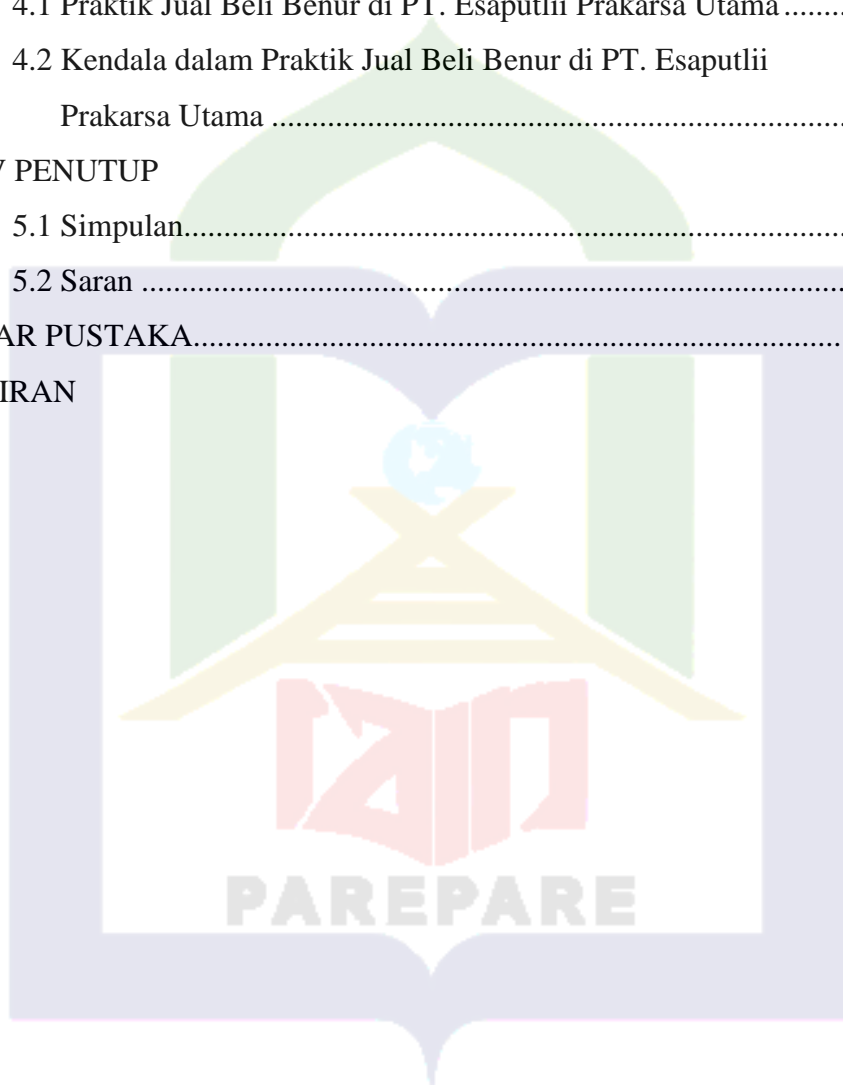 4.1 Praktik Jual Beli Benur di PT. Esaputlii Prakarsa Utama..........
4.2 Kendala dalam Praktik Jual Beli Benur di PT. Esaputlii
Prakarsa Utama ..........................................................................
PENUTUP
5.1 Simpulan...................................................................................
5.2 Saran ........................................................................................
AR PUSTAKA.................................................................................
IRAN
iain
PAREPARE